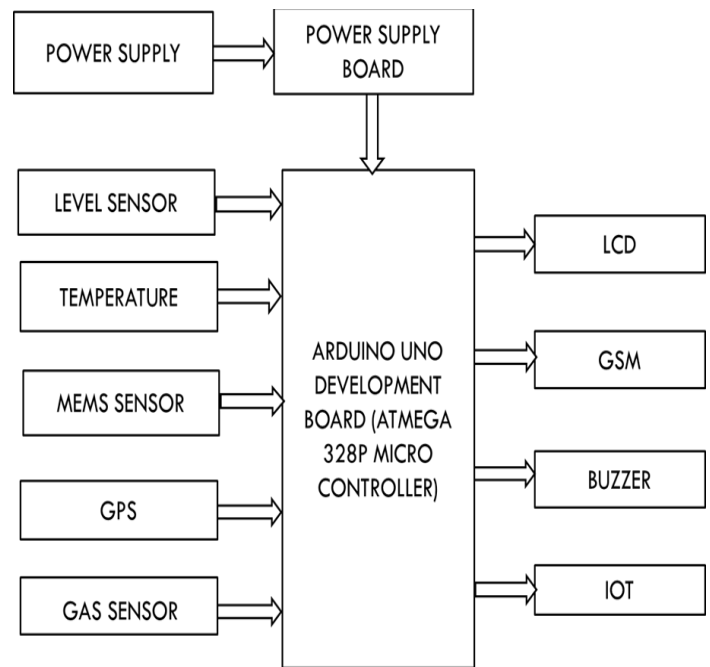 POWER SUPPLY
POWER SUPPLY
BOARD
LEVEL SENSOR
TEMPERATURE
MEMS SENSOR
GPS
GAS SENSOR
ARDUINO UNO
DEVELOPMENT
BOARD (ATMEGA
328P MICRO
CONTROLLER)
LCD
GSM
BUZZER
IOT